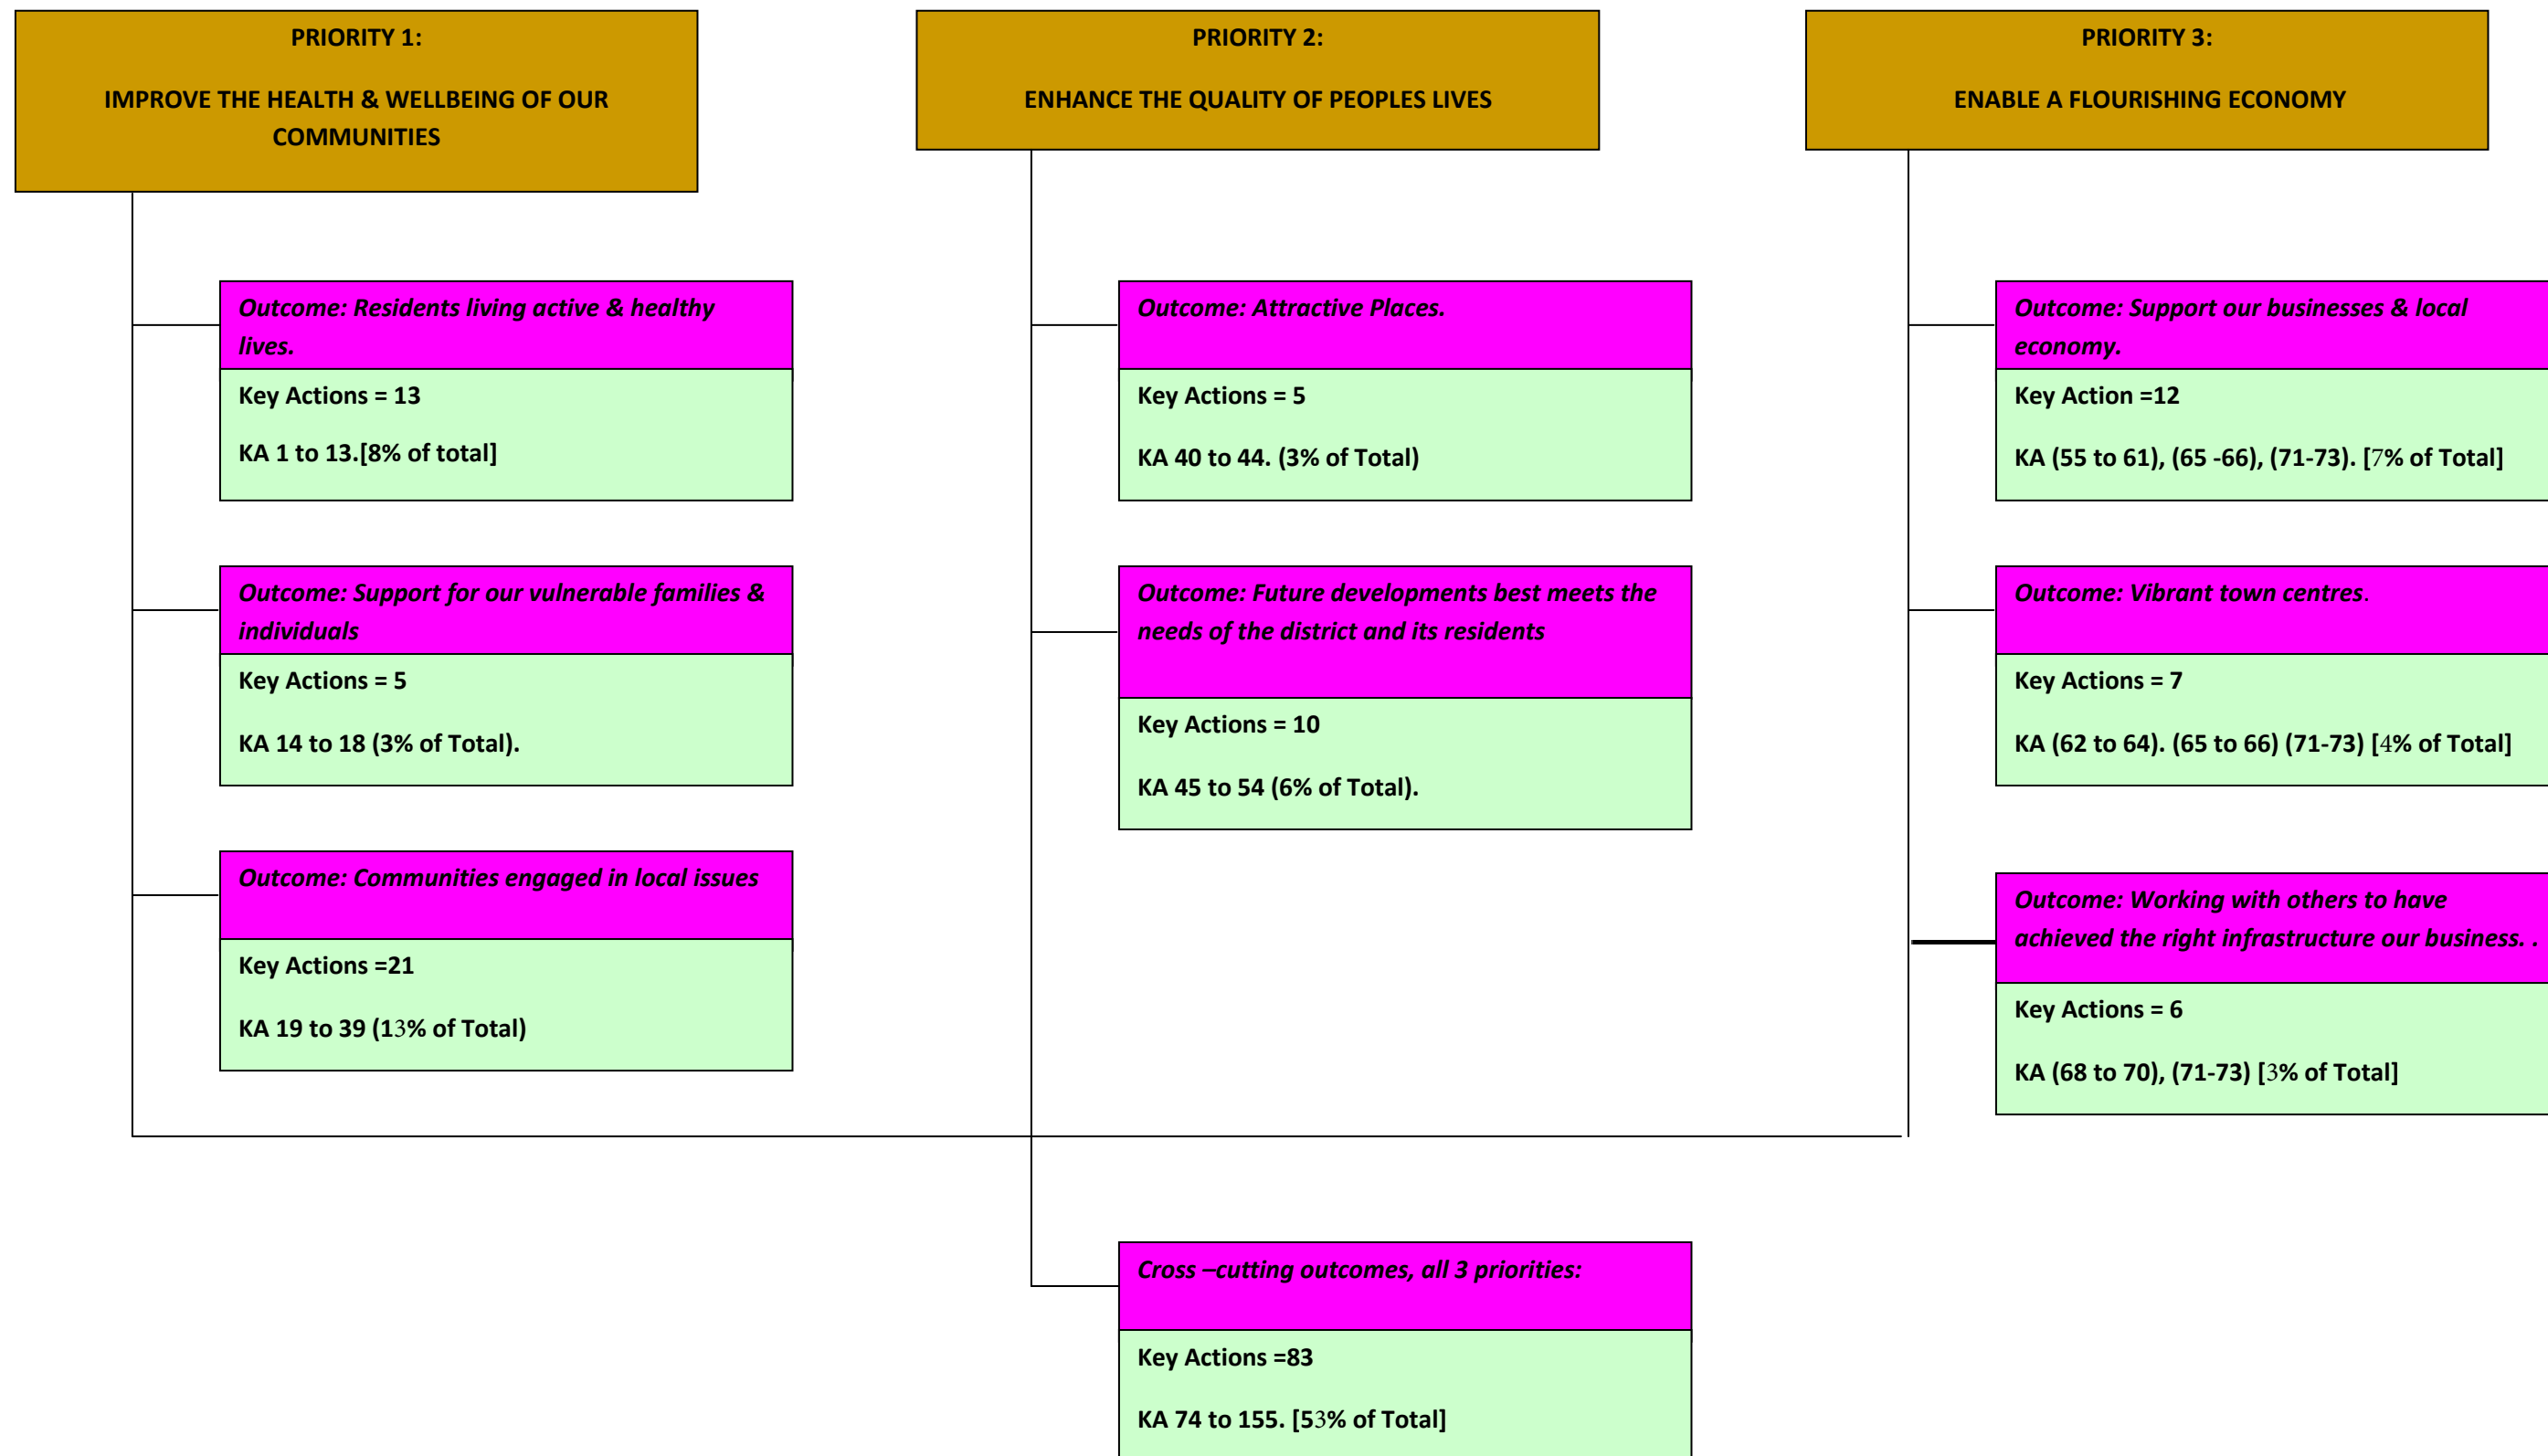 PRIORITY 1:
IMPROVE THE HEALTH & WELLBEING OF OUR
COMMUNITIES
Outcome: Residents living active & healthy
lives.
Key Actions = 13
KA 1 to 13.[8% of total]
Outcome: Support for our vulnerable families &
individuals
Key Actions = 5
KA 14 to 18 (3% of Total).
Outcome: Communities engaged in local issues
Key Actions =21
KA 19 to 39 (13% of Total)
PRIORITY 2:
ENHANCE THE QUALITY OF PEOPLES LIVES
Outcome: Attractive Places.
Key Actions = 5
KA 40 to 44. (3% of Total)
Outcome: Future developments best meets the
needs of the district and its residents
Key Actions = 10
KA 45 to 54 (6% of Total).
PRIORITY 3:
ENABLE A FLOURISHING ECONOMY
Outcome: Support our businesses & local
economy.
Key Action =12
KA (55 to 61), (65 -66), (71-73). [7% of Total]
Outcome: Vibrant town centres.
Key Actions = 7
KA (62 to 64). (65 to 66) (71-73) [4% of Total]
Outcome: Working with others to have
achieved the right infrastructure our business. .
Key Actions = 6
KA (68 to 70), (71-73) [3% of Total]
Cross –cutting outcomes, all 3 priorities:
Key Actions =83
KA 74 to 155. [53% of Total]